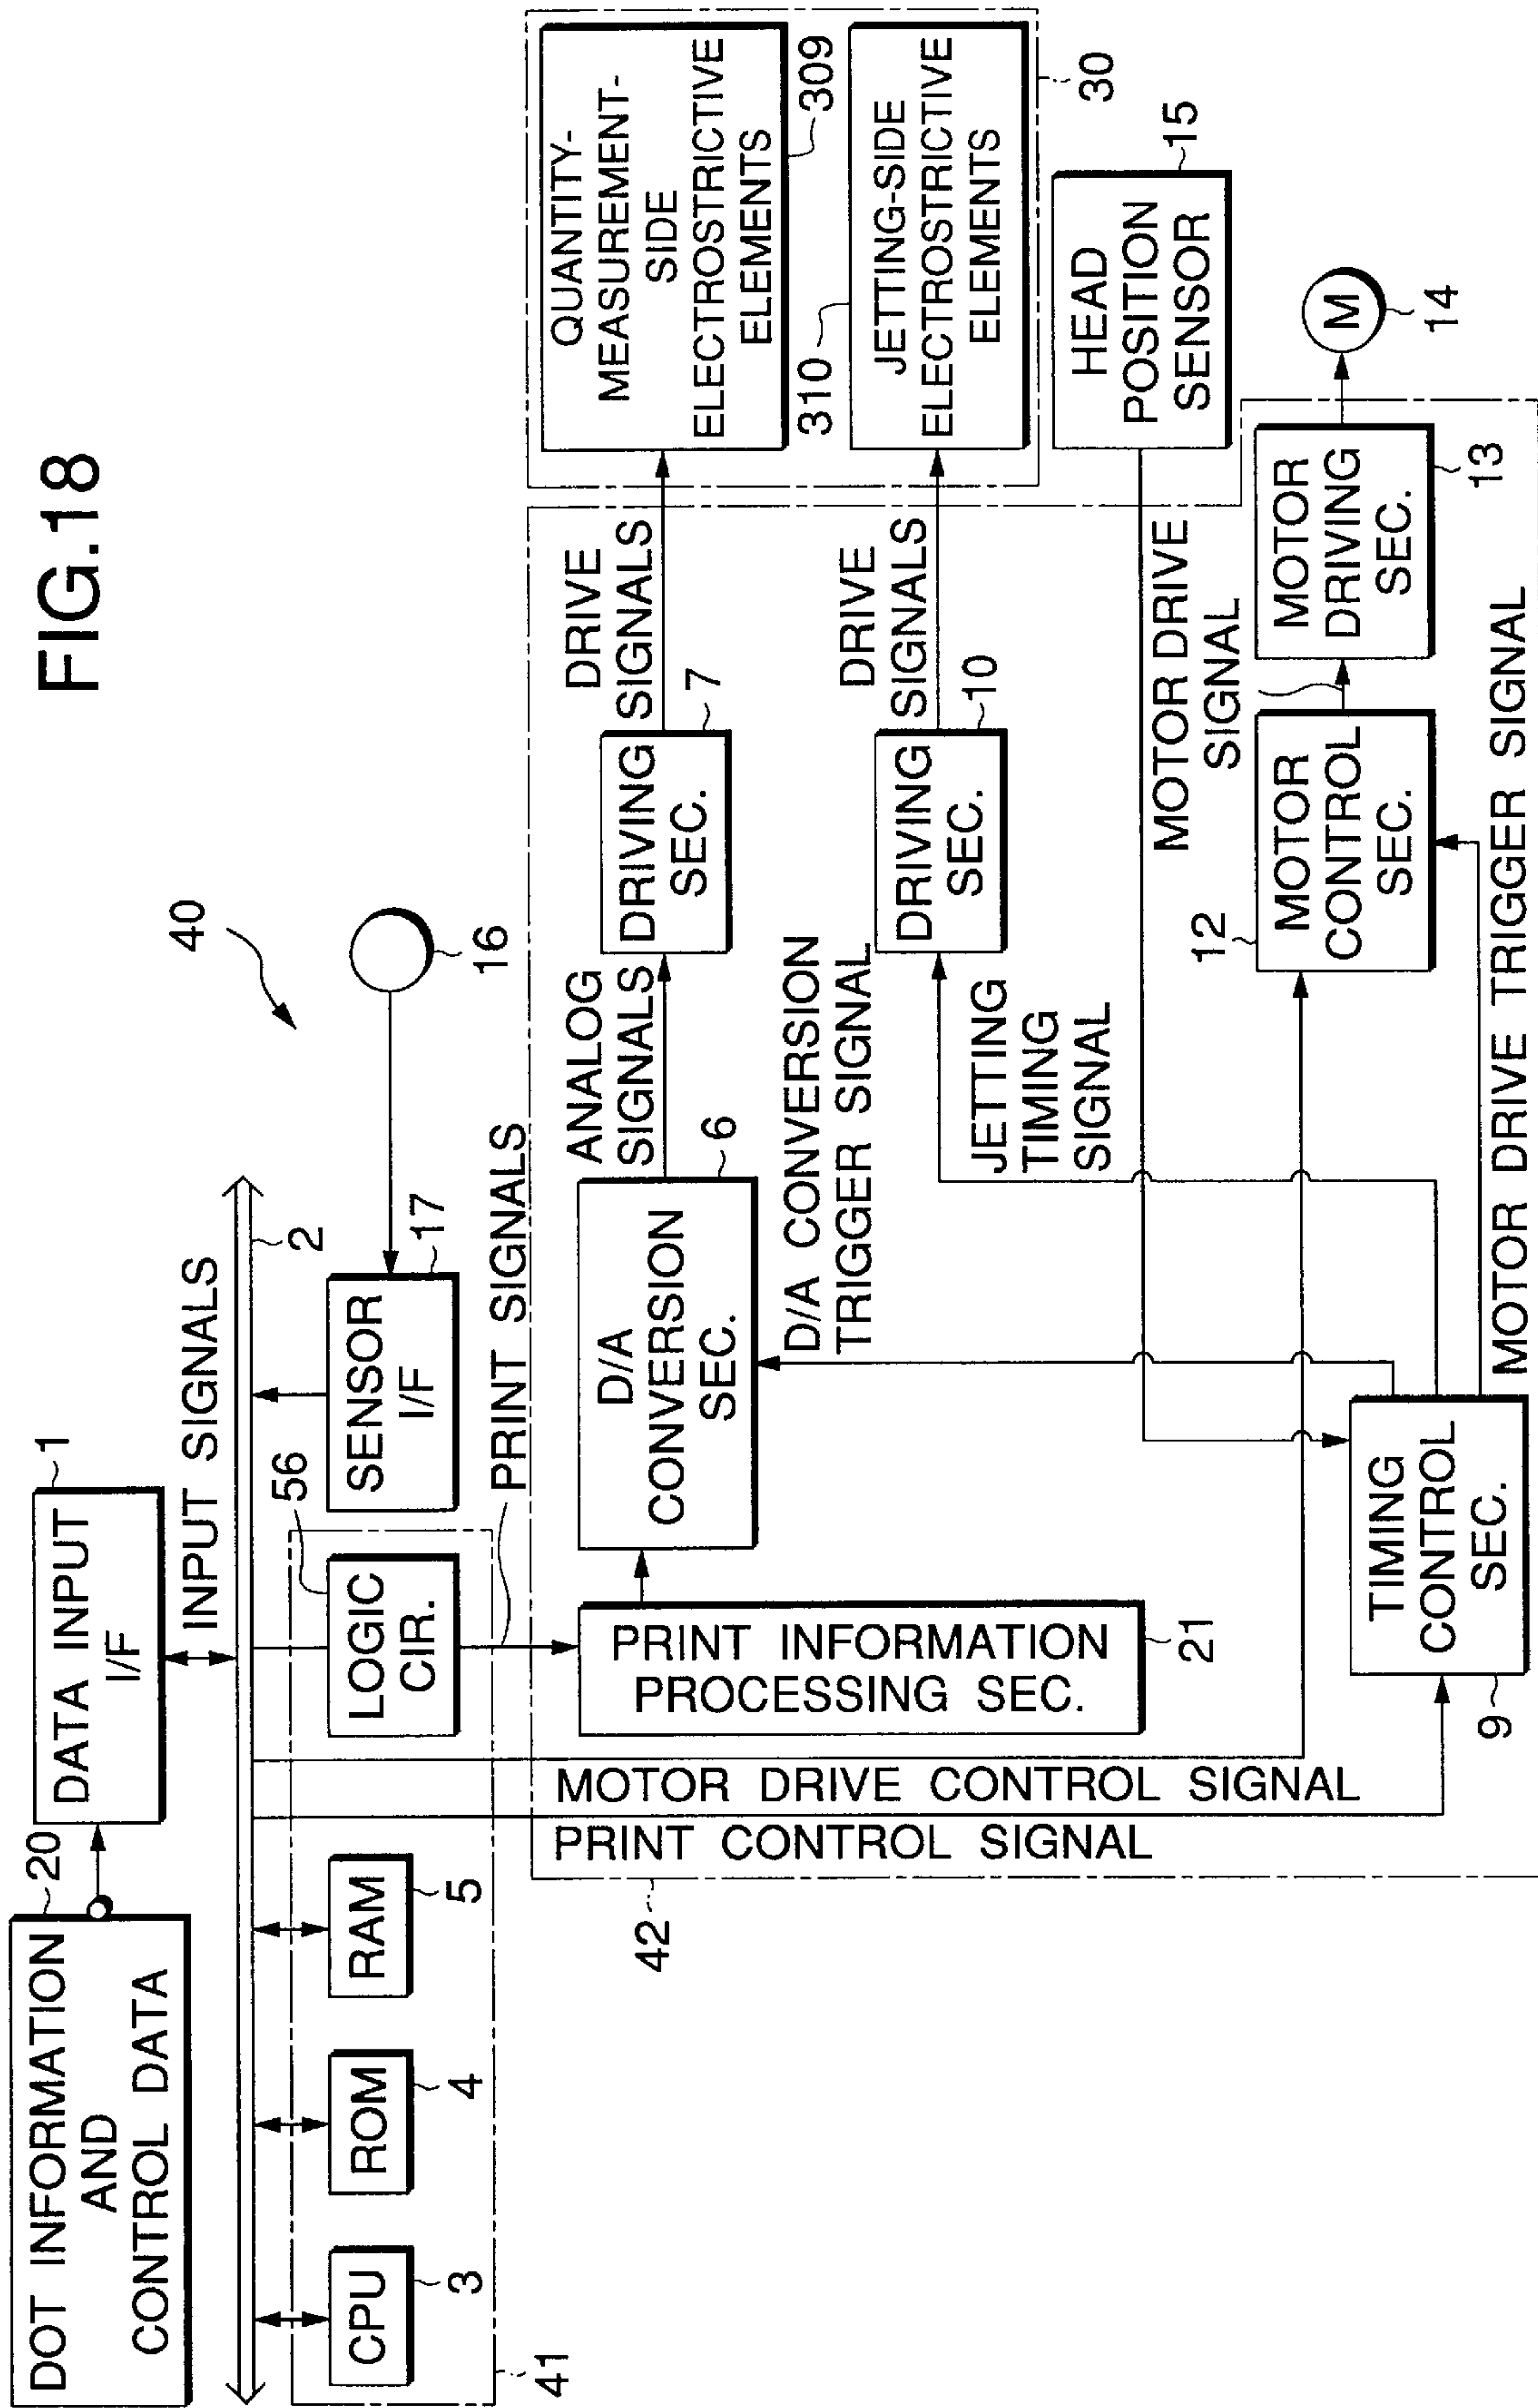 FIG.18
DOT INFORMATION
AND
CONTROL DATA
20
DATA INPUT
I/F
1
INPUT SIGNALS
2
40
16
CPU
3
ROM
4
RAM
5
41
LOGIC
CIR.
56
SENSOR
I/F
17
PRINT SIGNALS
42
MOTOR DRIVE CONTROL SIGNAL
PRINT CONTROL SIGNAL
PRINT INFORMATION
PROCESSING SEC.
21
D/A
CONVERSION
SEC.
6
ANALOG
SIGNALS
DRIVING
SEC.
7
DRIVE
SIGNALS
QUANTITY-
MEASUREMENT-
SIDE
ELECTROSTRICTIVE
ELEMENTS
309
D/A CONVERSION
TRIGGER SIGNAL
JETTING
TIMING
SIGNAL
DRIVING
SEC.
10
DRIVE
SIGNALS
310
JETTING-SIDE
ELECTROSTRICTIVE
ELEMENTS
30
HEAD
POSITION
SENSOR
15
TIMING
CONTROL
SEC.
9
12
MOTOR
CONTROL
SEC.
MOTOR DRIVE
SIGNAL
MOTOR
DRIVING
SEC.
13
M
14
MOTOR DRIVE TRIGGER SIGNAL